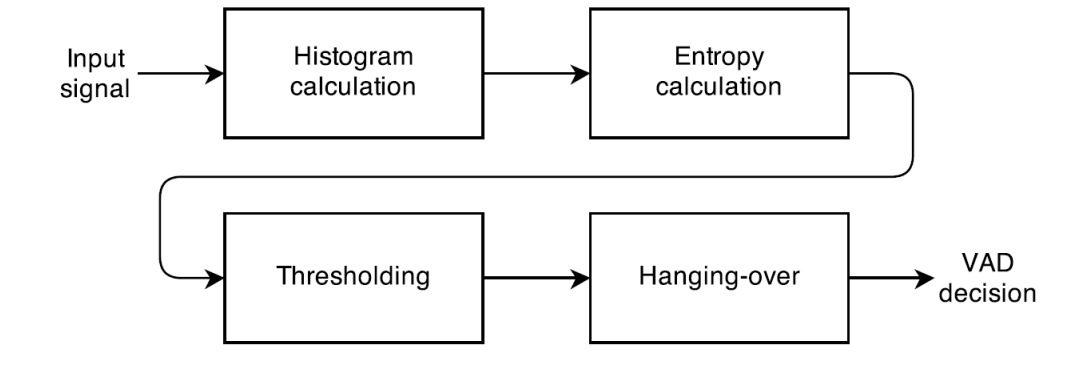 Input
signal
Histogram
calculation
Entropy
calculation
Thresholding
Hanging-over
VAD
decision